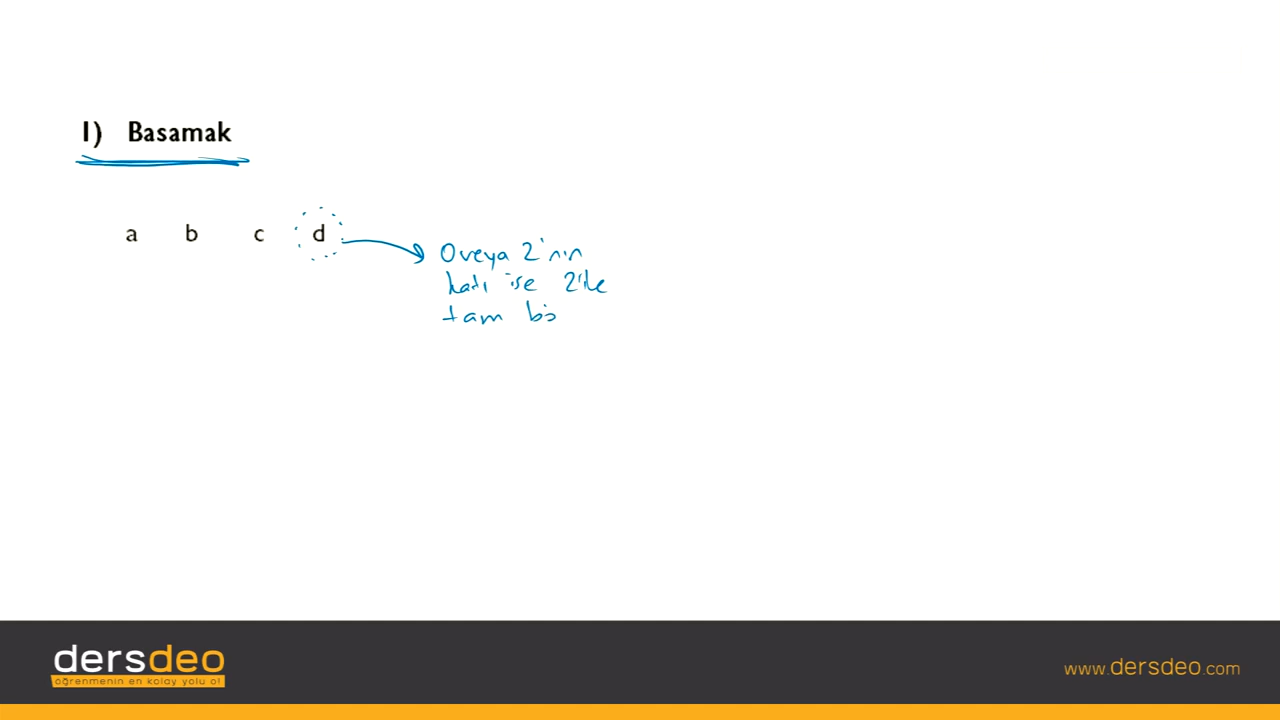 1) Basamak
a b c d
0 veya 2'nin
katı ise 2'ile
tam bö
dersdeo
öğrenmenin en kolay yolu o!
www.dersdeo.com